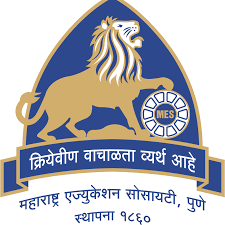 MES
क्रियेवीण वाचाळता व्यर्थ आहे
महाराष्ट्र एज्युकेशन सोसायटी, पुणे
स्थापना १८६०